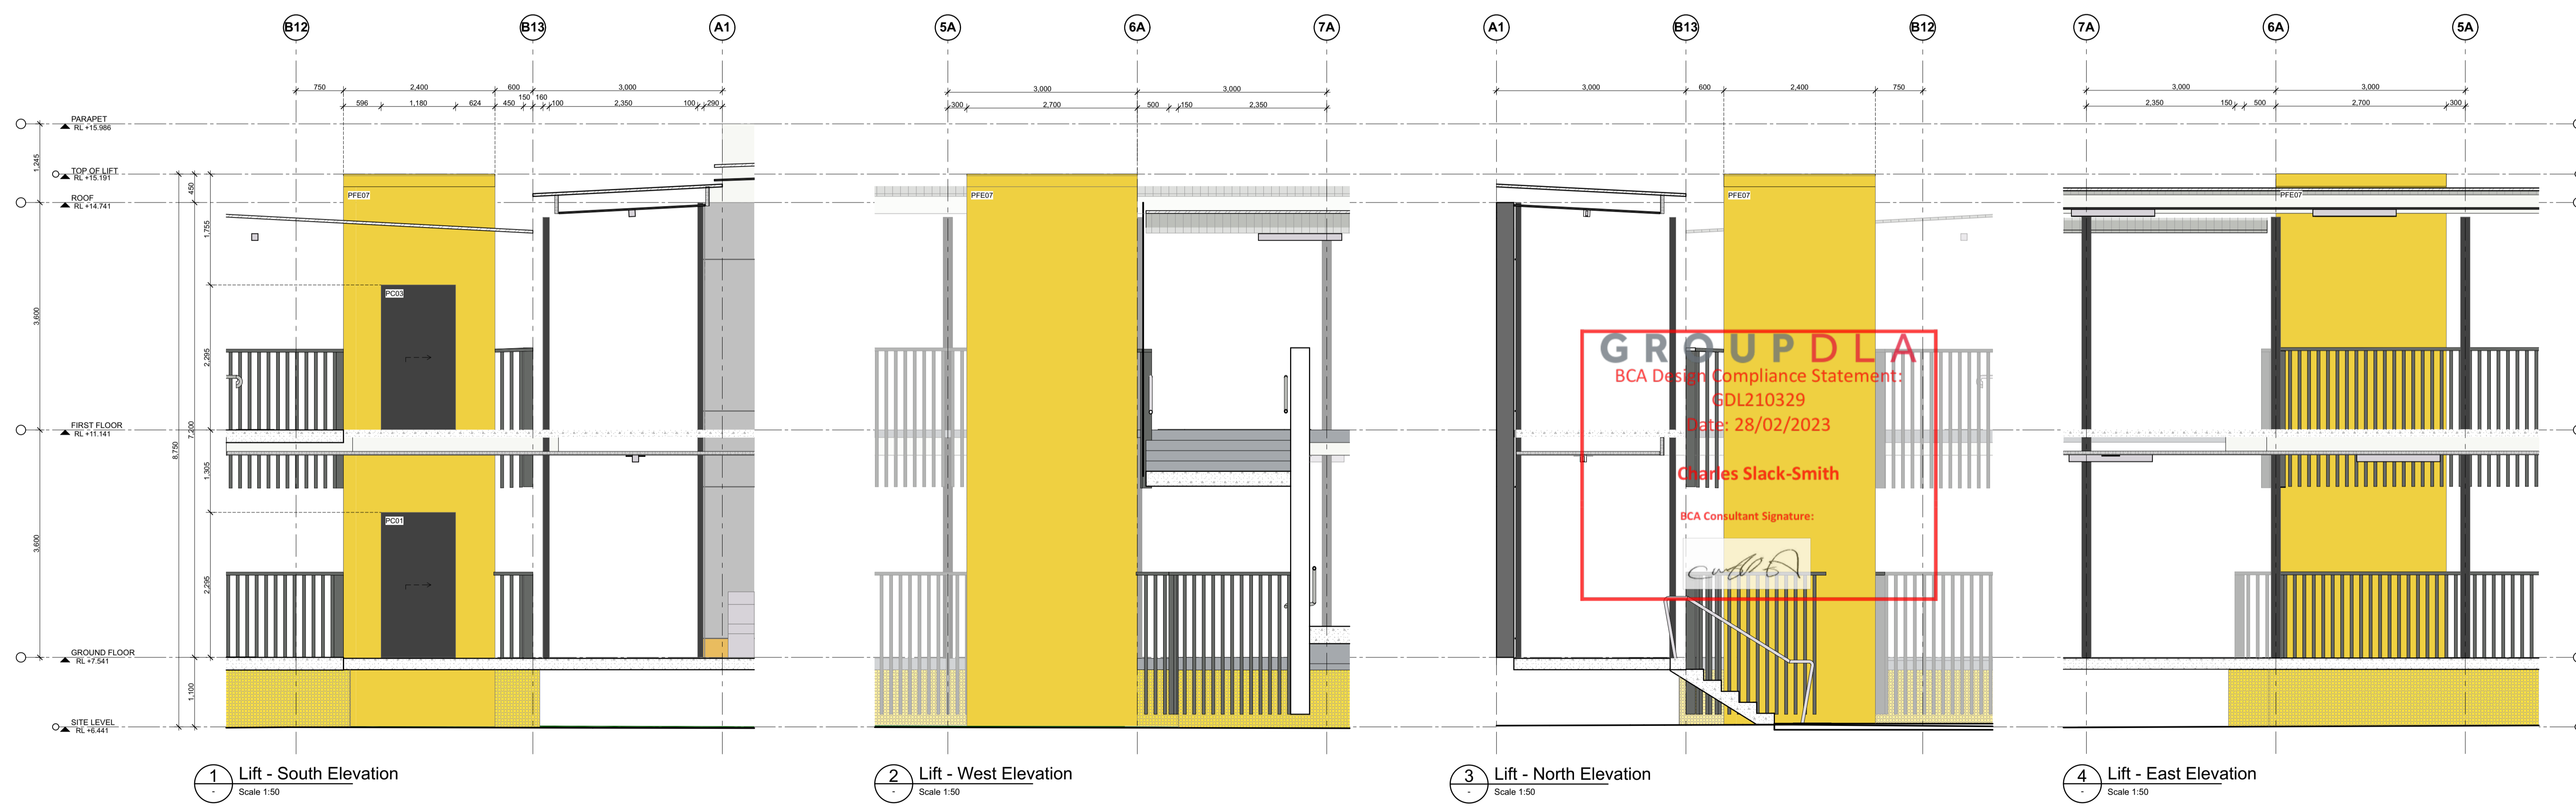 B12 B13 A1 5A 6A 7A A1 B13 B12 7A 6A 5A
750 2,400 600 3,000
596 1,180 624 450 150 160 100 2,350 100 290
3,000 3,000
300 2,700 500 150 2,350
3,000 600 2,400 750
3,000 3,000
2,350 150 500 2,700 300
PARAPET
RL +15.986
TOP OF LIFT
RL +15.191
ROOF
RL +14.741
FIRST FLOOR
RL +11.141
GROUND FLOOR
RL +7.541
SITE LEVEL
RL +6.441
1,245
3,600
3,600
8,750
450
7,200
1,100
1,755
2,295
1,305
2,295
PFE07
PC03
PC01
PFE07
PFE07
PFE07
GROUPDLA
BCA Design Compliance Statement:
GDL210329
Date: 28/02/2023
Charles Slack-Smith
BCA Consultant Signature:
1 Lift - South Elevation
- Scale 1:50
2 Lift - West Elevation
- Scale 1:50
3 Lift - North Elevation
- Scale 1:50
4 Lift - East Elevation
- Scale 1:50